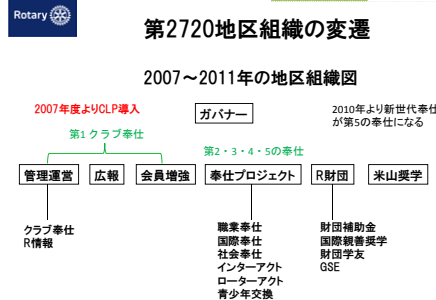 Rotary
第2720地区組織の変遷
2007～2011年の地区組織図
2007年度よりCLP導入
ガバナー
2010年より新世代奉仕
が第5の奉仕になる
第1 クラブ奉仕
第2・3・4・5の奉仕
管理運営 広報 会員増強 奉仕プロジェクト R財団 米山奨学
クラブ奉仕
R情報
職業奉仕
国際奉仕
社会奉仕
インターアクト
ローターアクト
青少年交換
財団補助金
国際親善奨学
財団学友
GSE